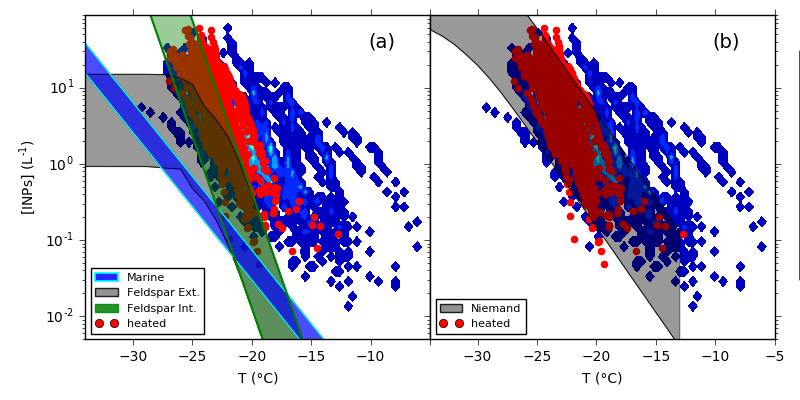 (a)
(b)
10¹
10⁰
10⁻¹
10⁻²
[INPs] (L⁻¹)
Marine
Feldspar Ext.
Feldspar Int.
heated
Niemand
heated
−30
−25
−20
−15
−10
−30
−25
−20
−15
−10
−5
T (°C)
T (°C)